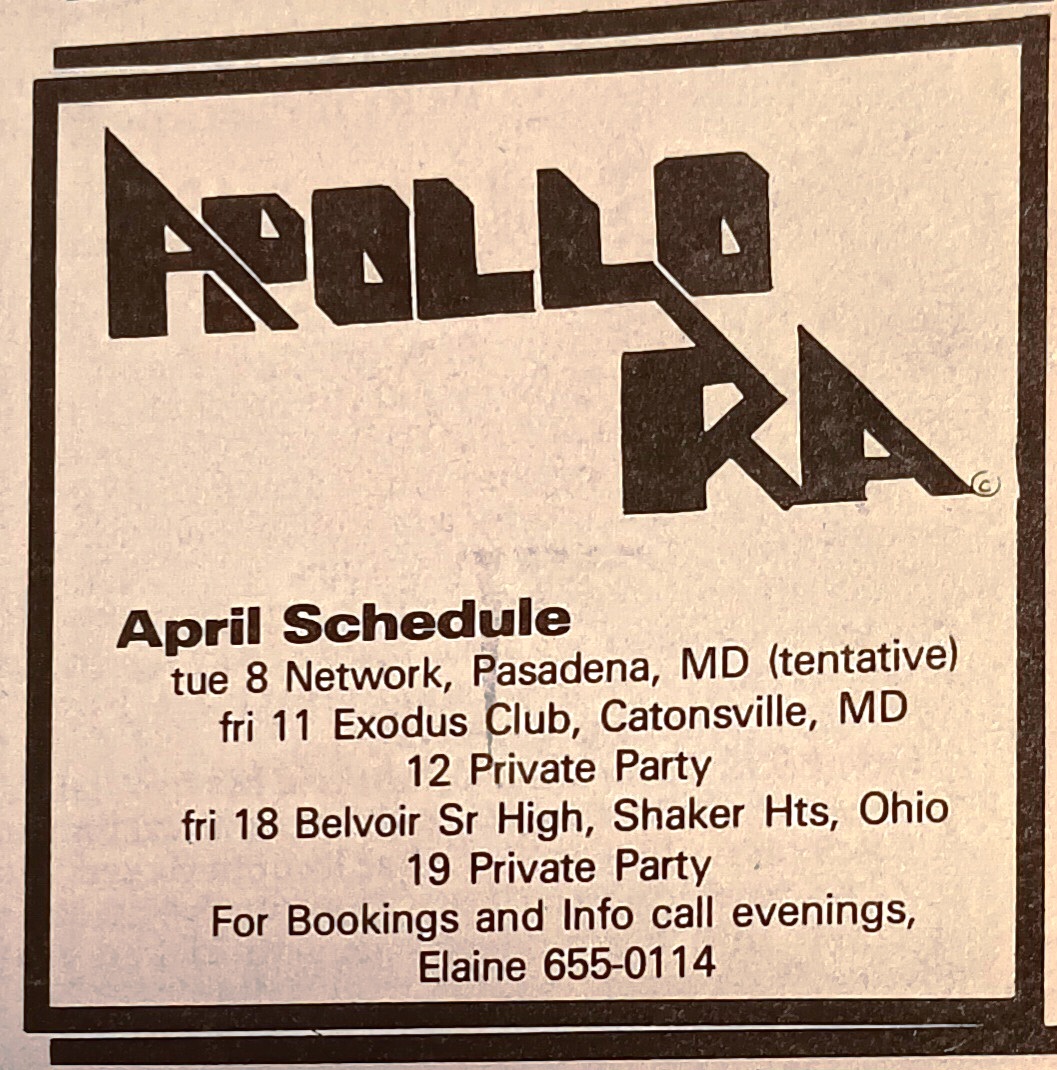 APOLLO
RA ©
April Schedule
tue 8 Network, Pasadena, MD (tentative)
fri 11 Exodus Club, Catonsville, MD
12 Private Party
fri 18 Belvoir Sr High, Shaker Hts, Ohio
19 Private Party
For Bookings and Info call evenings,
Elaine 655-0114